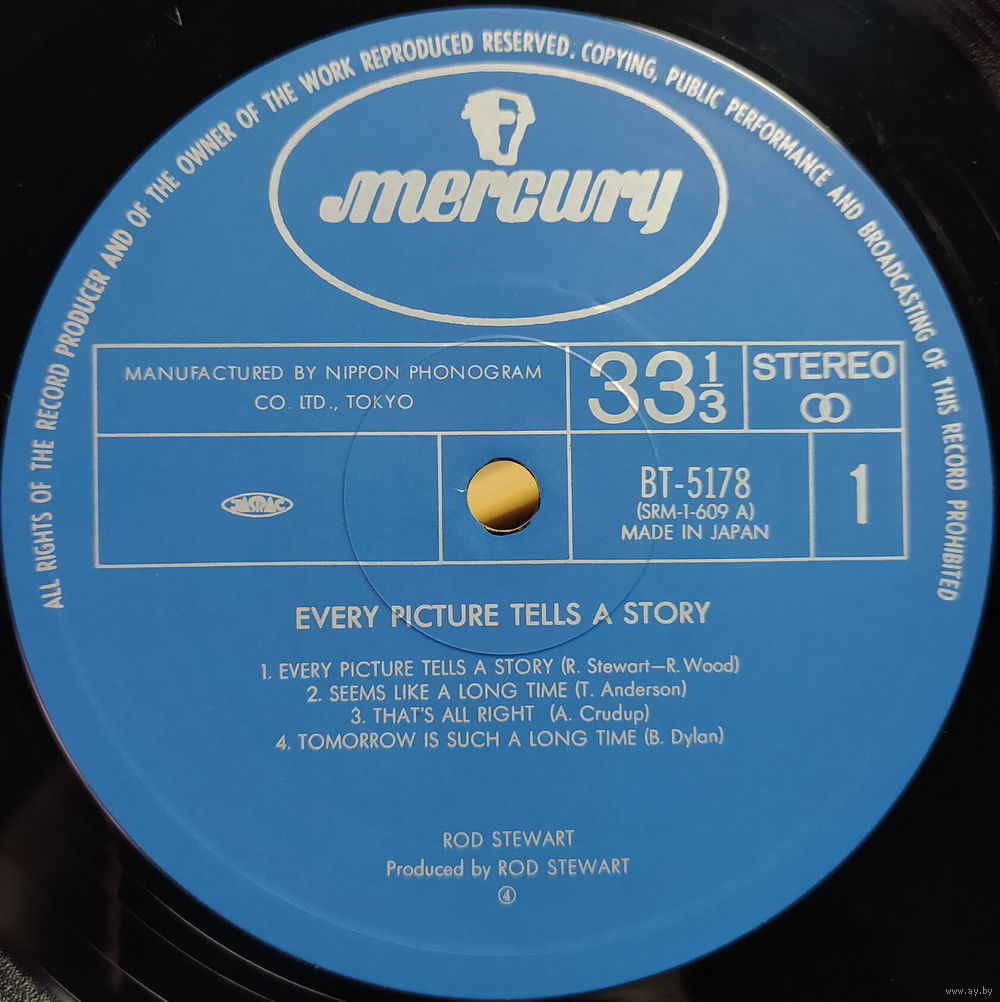 ALL RIGHTS OF THE RECORD PRODUCER AND OF THE OWNER OF THE WORK REPRODUCED RESERVED. COPYING, PUBLIC PERFORMANCE AND BROADCASTING OF THIS RECORD PROHIBITED
mercury
MANUFACTURED BY NIPPON PHONOGRAM
CO. LTD., TOKYO
33 1/3
STEREO
JASRAC
BT-5178
(SRM-1-609 A)
MADE IN JAPAN
1
EVERY PICTURE TELLS A STORY
1. EVERY PICTURE TELLS A STORY (R. Stewart—R. Wood)
2. SEEMS LIKE A LONG TIME (T. Anderson)
3. THAT'S ALL RIGHT (A. Crudup)
4. TOMORROW IS SUCH A LONG TIME (B. Dylan)
ROD STEWART
Produced by ROD STEWART
④
www.ay.by